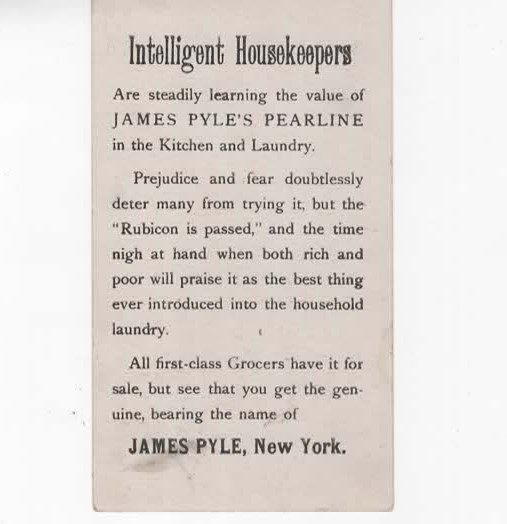 Intelligent Housekeepers
Are steadily learning the value of
JAMES PYLE'S PEARLINE
in the Kitchen and Laundry.
Prejudice and fear doubtlessly
deter many from trying it, but the
"Rubicon is passed," and the time
nigh at hand when both rich and
poor will praise it as the best thing
ever introduced into the household
laundry.
All first-class Grocers have it for
sale, but see that you get the gen-
uine, bearing the name of
JAMES PYLE, New York.